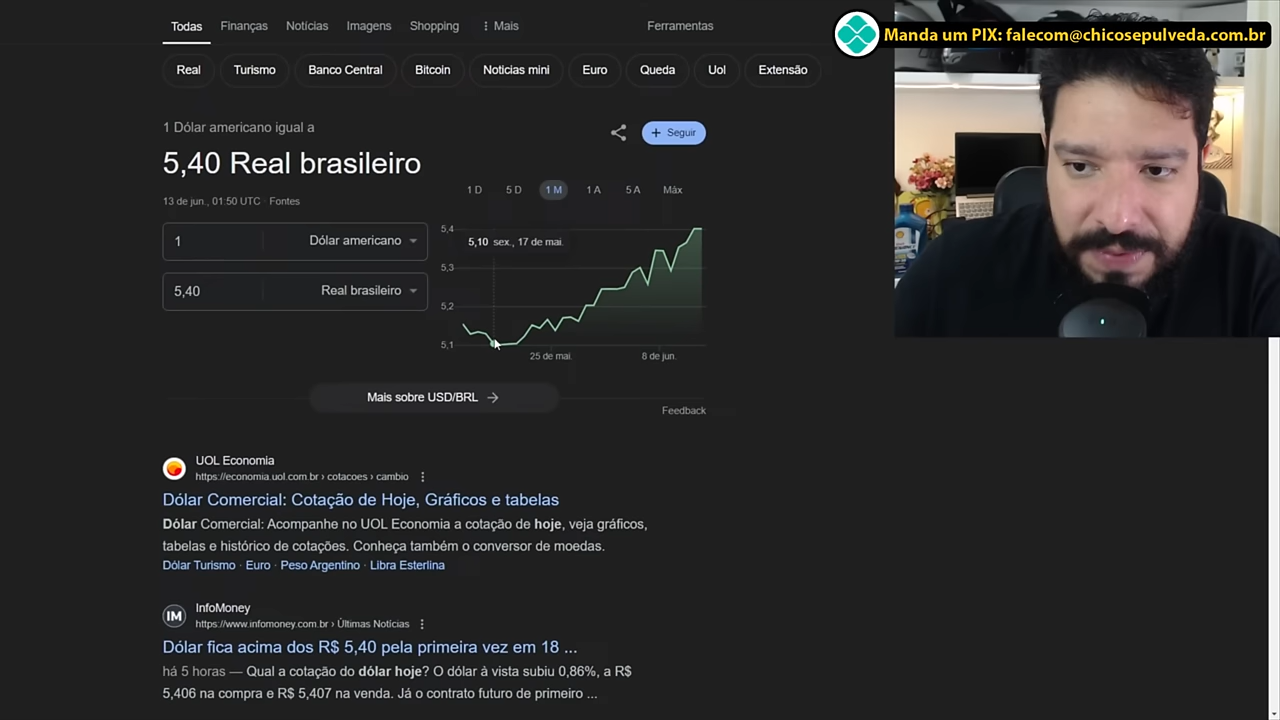 Todas Finanças Notícias Imagens Shopping Mais Ferramentas
Manda um PIX: falecom@chicosepulveda.com.br
Real Turismo Banco Central Bitcoin Noticias mini Euro Queda Uol Extensão
1 Dólar americano igual a
Seguir
5,40 Real brasileiro
13 de jun., 01:50 UTC · Fontes
1 D 5 D 1 M 1 A 5 A Máx
1 Dólar americano
5,40 Real brasileiro
5,4
5,10 sex., 17 de mai.
5,3
5,2
5,1
25 de mai. 8 de jun.
Mais sobre USD/BRL
Feedback
UOL Economia
https://economia.uol.com.br › cotacoes › cambio
Dólar Comercial: Cotação de Hoje, Gráficos e tabelas
Dólar Comercial: Acompanhe no UOL Economia a cotação de hoje, veja gráficos,
tabelas e histórico de cotações. Conheça também o conversor de moedas.
Dólar Turismo · Euro · Peso Argentino · Libra Esterlina
IM
InfoMoney
https://www.infomoney.com.br › Últimas Notícias
Dólar fica acima dos R$ 5,40 pela primeira vez em 18 ...
há 5 horas — Qual a cotação do dólar hoje? O dólar à vista subiu 0,86%, a R$
5,406 na compra e R$ 5,407 na venda. Já o contrato futuro de primeiro ...